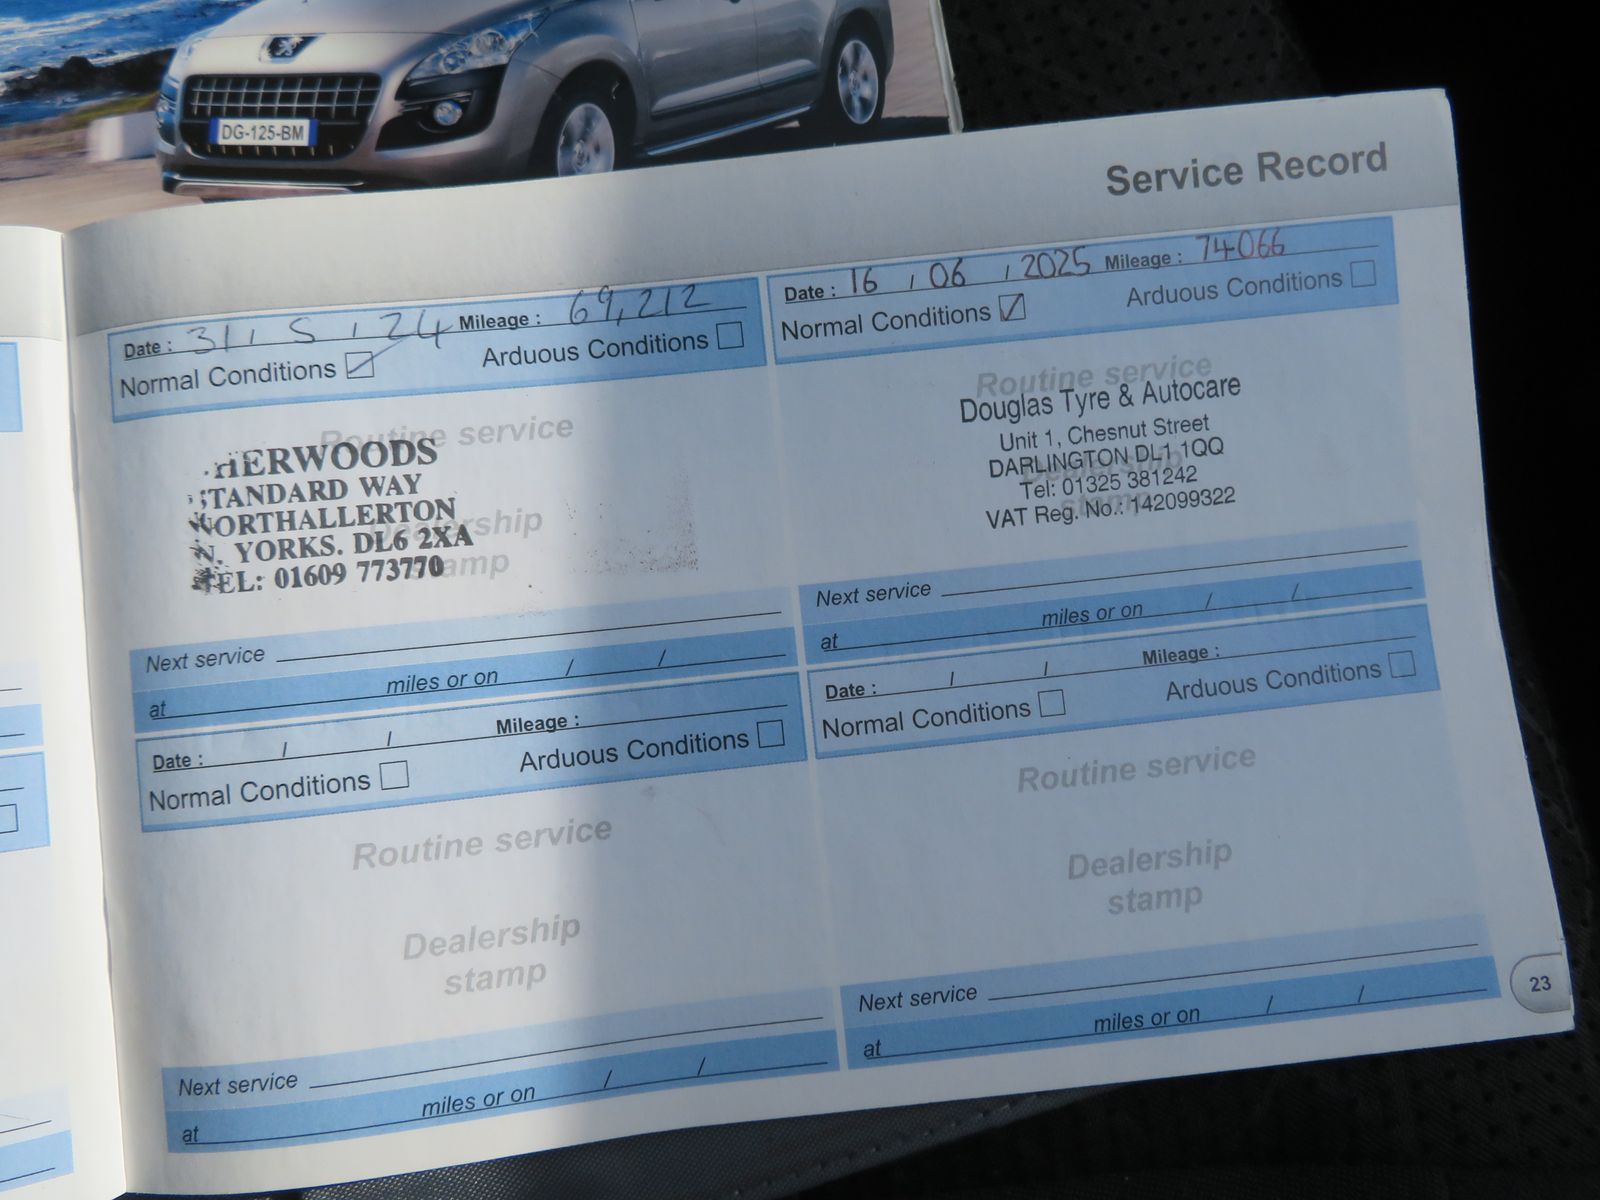 DG-125-BM
Service Record
Date : 31 / 5 / 24 Mileage : 69,212
Normal Conditions Arduous Conditions
Routine service
HERWOODS
STANDARD WAY
NORTHALLERTON
N. YORKS. DL6 2XA
TEL: 01609 773770
Dealership
stamp
Next service
at miles or on / /
Date : 16 / 06 / 2025 Mileage : 74066
Normal Conditions Arduous Conditions
Routine service
Douglas Tyre & Autocare
Unit 1, Chesnut Street
DARLINGTON DL1 1QQ
Tel: 01325 381242
VAT Reg. No.: 142099322
Dealership
stamp
Next service
at miles or on / /
Date : / / Mileage :
Normal Conditions Arduous Conditions
Routine service
Dealership
stamp
Next service
at miles or on / /
Date : / / Mileage :
Normal Conditions Arduous Conditions
Routine service
Dealership
stamp
Next service
at miles or on / /
23